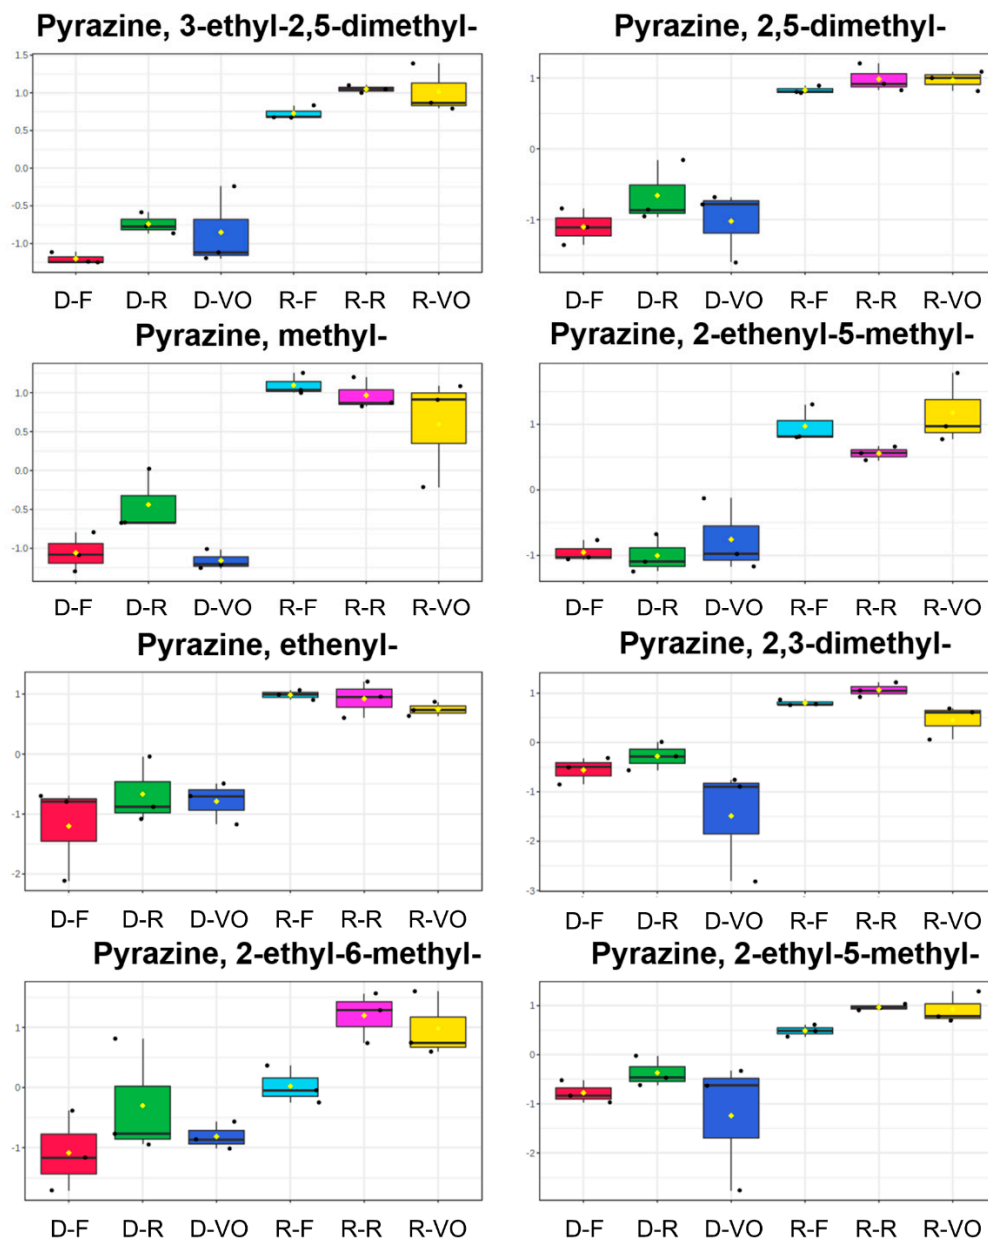 Pyrazine, 3-ethyl-2,5-dimethyl-
1.5
1.0
0.5
0.0
-0.5
-1.0
D-F D-R D-VO R-F R-R R-VO
Pyrazine, 2,5-dimethyl-
1
0
-1
D-F D-R D-VO R-F R-R R-VO
Pyrazine, methyl-
1.0
0.5
0.0
-0.5
-1.0
D-F D-R D-VO R-F R-R R-VO
Pyrazine, 2-ethenyl-5-methyl-
1
0
-1
D-F D-R D-VO R-F R-R R-VO
Pyrazine, ethenyl-
1
0
-1
-2
D-F D-R D-VO R-F R-R R-VO
Pyrazine, 2,3-dimethyl-
1
0
-1
-2
-3
D-F D-R D-VO R-F R-R R-VO
Pyrazine, 2-ethyl-6-methyl-
1
0
-1
D-F D-R D-VO R-F R-R R-VO
Pyrazine, 2-ethyl-5-methyl-
1
0
-1
-2
D-F D-R D-VO R-F R-R R-VO